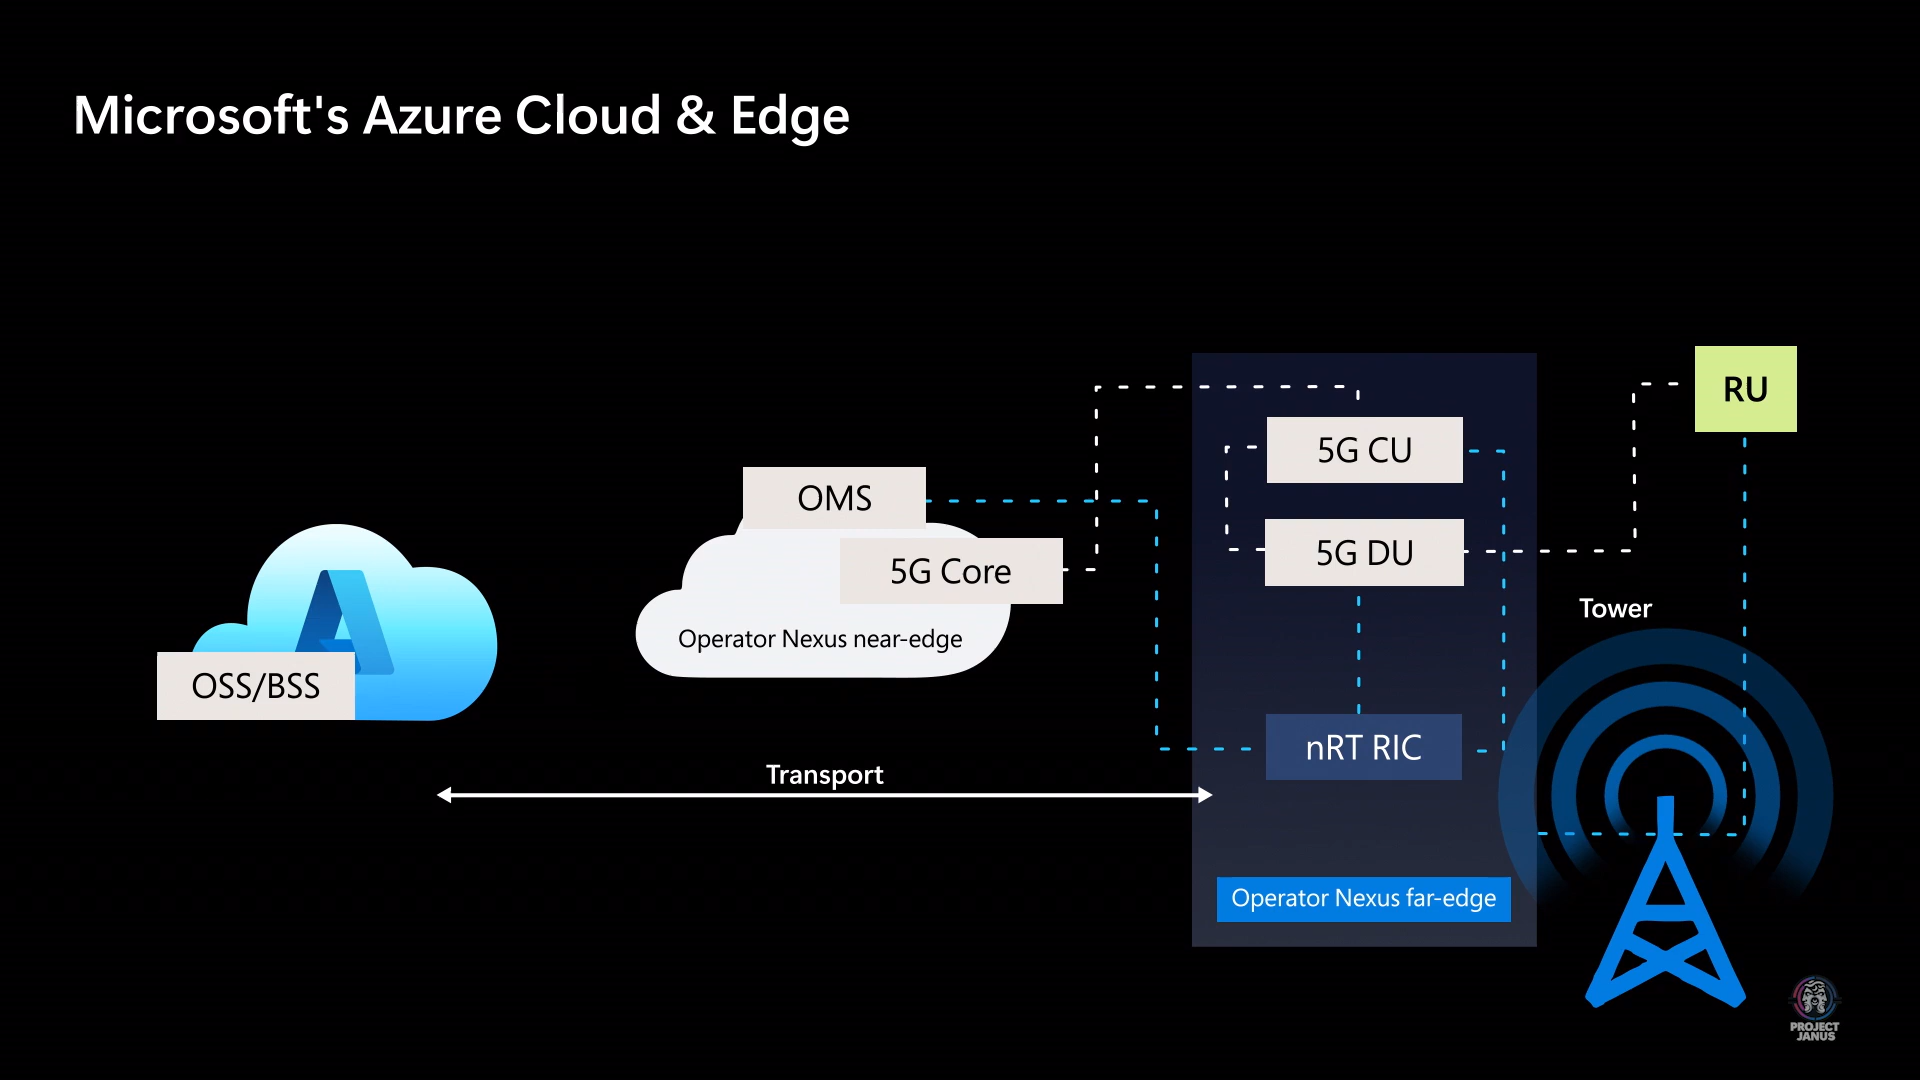 Microsoft's Azure Cloud & Edge
RU
5G CU
OMS
5G DU
5G Core
Tower
Operator Nexus near-edge
OSS/BSS
nRT RIC
Transport
Operator Nexus far-edge
PROJECT
JANUS